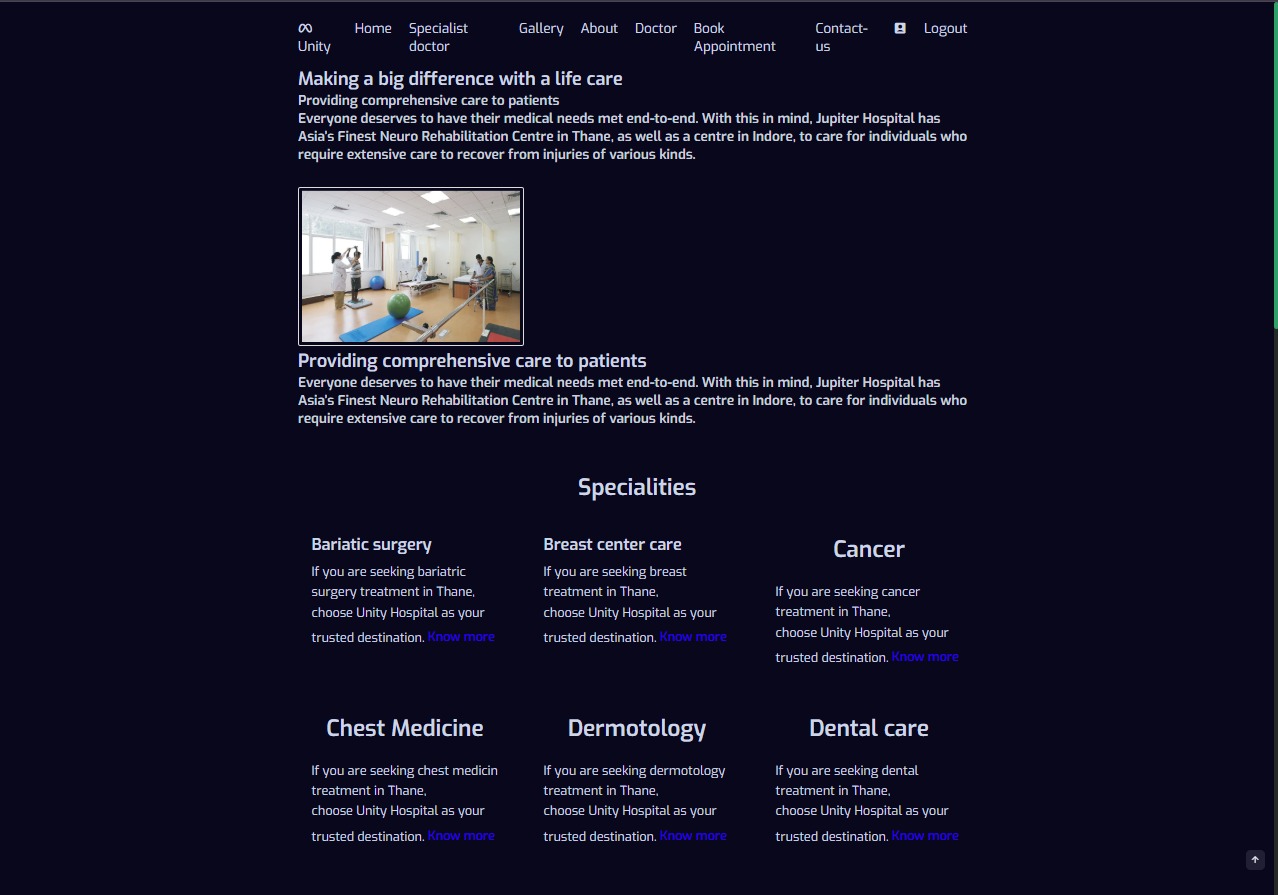 Unity
Home
Specialist
doctor
Gallery
About
Doctor
Book
Appointment
Contact-
us
Logout
Making a big difference with a life care
Providing comprehensive care to patients
Everyone deserves to have their medical needs met end-to-end. With this in mind, Jupiter Hospital has
Asia's Finest Neuro Rehabilitation Centre in Thane, as well as a centre in Indore, to care for individuals who
require extensive care to recover from injuries of various kinds.
Providing comprehensive care to patients
Everyone deserves to have their medical needs met end-to-end. With this in mind, Jupiter Hospital has
Asia's Finest Neuro Rehabilitation Centre in Thane, as well as a centre in Indore, to care for individuals who
require extensive care to recover from injuries of various kinds.
Specialities
Bariatic surgery
If you are seeking bariatric
surgery treatment in Thane,
choose Unity Hospital as your
trusted destination. Know more
Breast center care
If you are seeking breast
treatment in Thane,
choose Unity Hospital as your
trusted destination. Know more
Cancer
If you are seeking cancer
treatment in Thane,
choose Unity Hospital as your
trusted destination. Know more
Chest Medicine
If you are seeking chest medicin
treatment in Thane,
choose Unity Hospital as your
trusted destination. Know more
Dermotology
If you are seeking dermotology
treatment in Thane,
choose Unity Hospital as your
trusted destination. Know more
Dental care
If you are seeking dental
treatment in Thane,
choose Unity Hospital as your
trusted destination. Know more